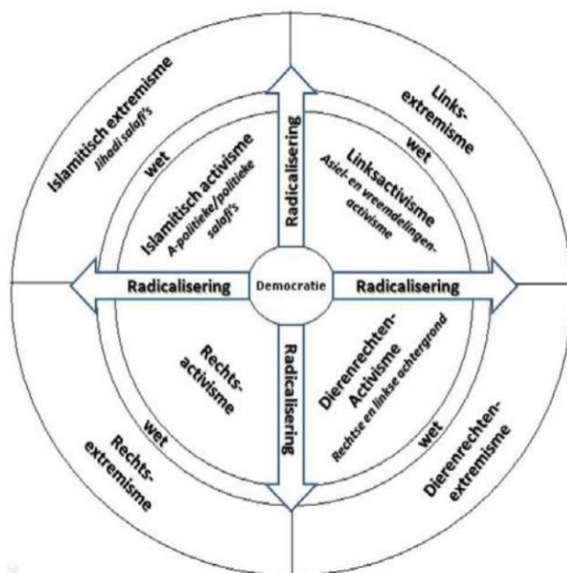 Islamitisch extremisme
Jihadi salafi's
Links-
extremisme
wet
wet
Islamitisch activisme
A-politieke/politieke
salafi's
Radicalisering
Linksactivisme
Asiel- en vreemdelingen-
activisme
Radicalisering
Democratie
Radicalisering
Rechts-
activisme
Radicalisering
Dierenrechten-
Activisme
Rechtse en linkse achtergrond
wet
wet
Rechts-
extremisme
Dierenrechten-
extremisme